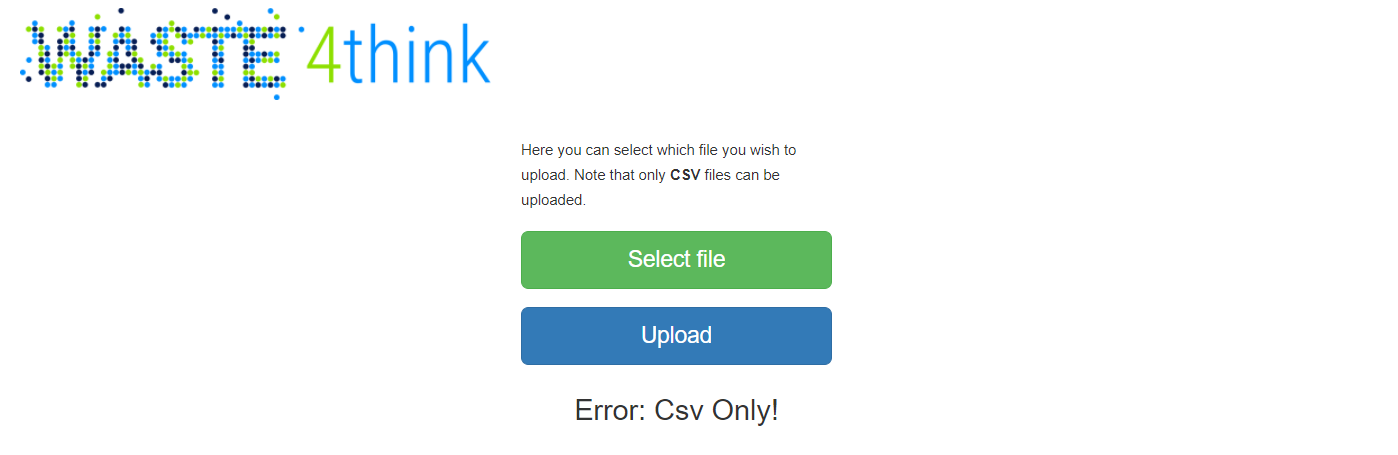 WASTE 4think
Here you can select which file you wish to
upload. Note that only CSV files can be
uploaded.
Select file
Upload
Error: Csv Only!